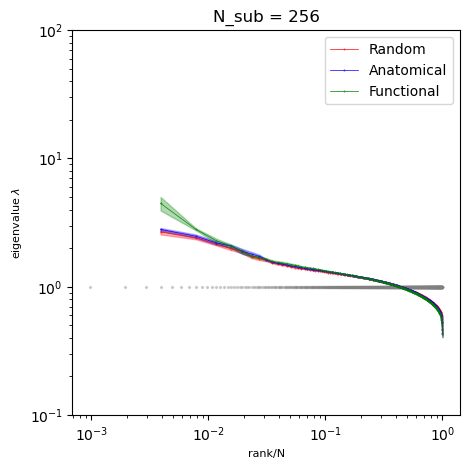 N_sub = 256
Random
Anatomical
Functional
eigenvalue λ
10²
10¹
10⁰
10⁻¹
10⁻³
10⁻²
10⁻¹
10⁰
rank/N